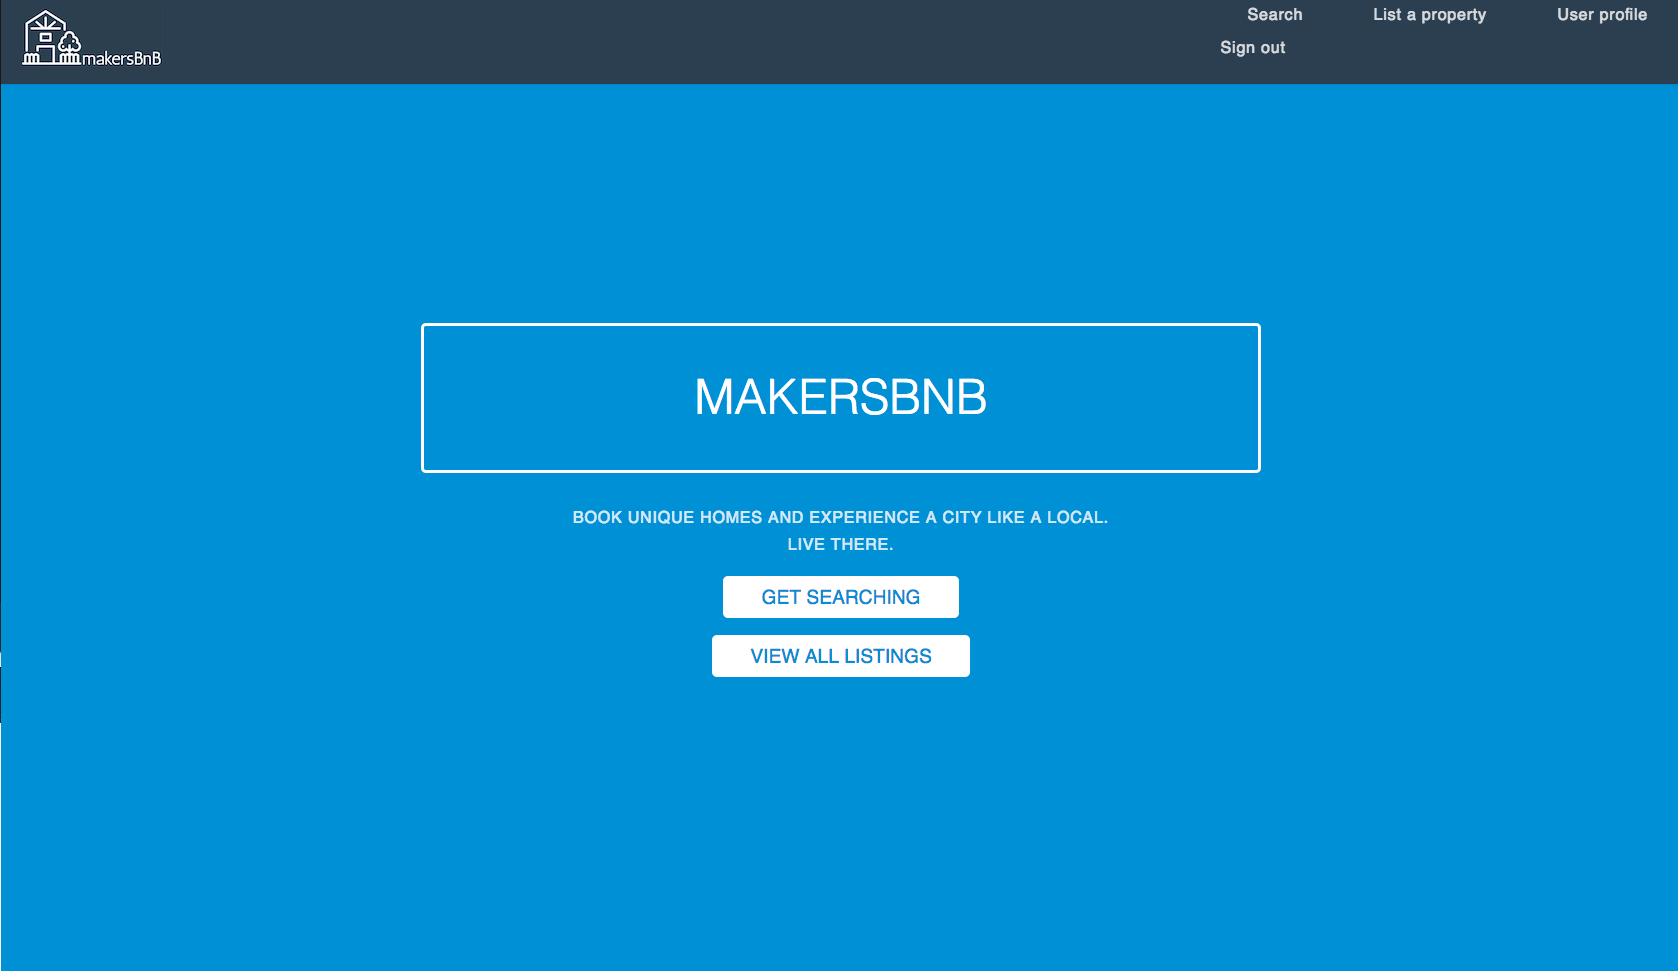 makersBnB
Search List a property User profile
Sign out
MAKERSBNB
BOOK UNIQUE HOMES AND EXPERIENCE A CITY LIKE A LOCAL.
LIVE THERE.
GET SEARCHING
VIEW ALL LISTINGS